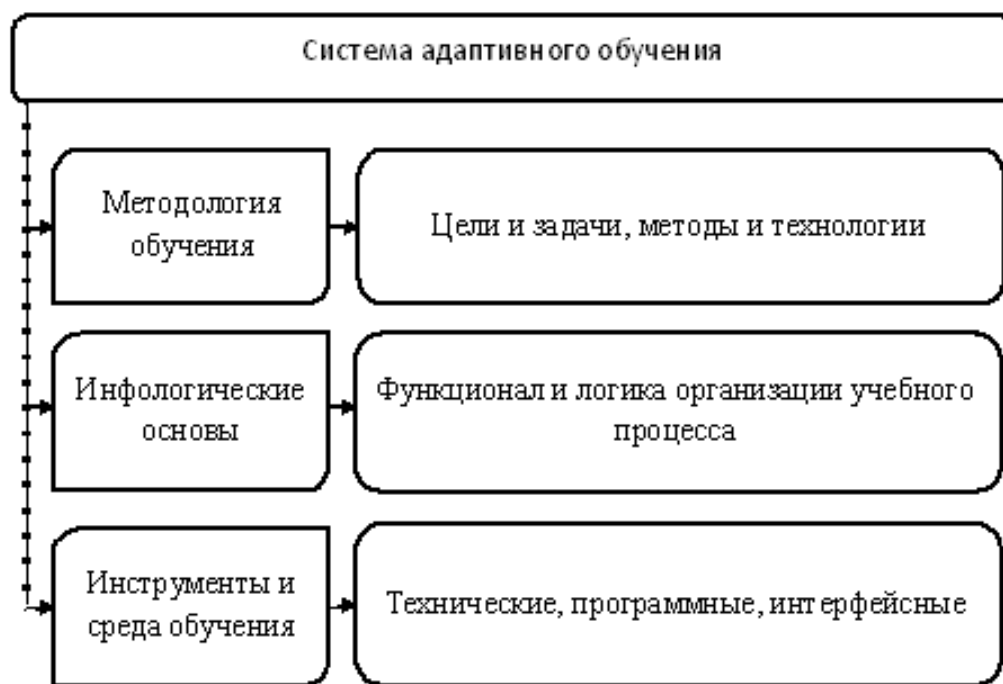 Система адаптивного обучения
Методология
обучения
Цели и задачи, методы и технологии
Инфологические
основы
Функционал и логика организации учебного
процесса
Инструменты и
среда обучения
Технические, программные, интерфейсные